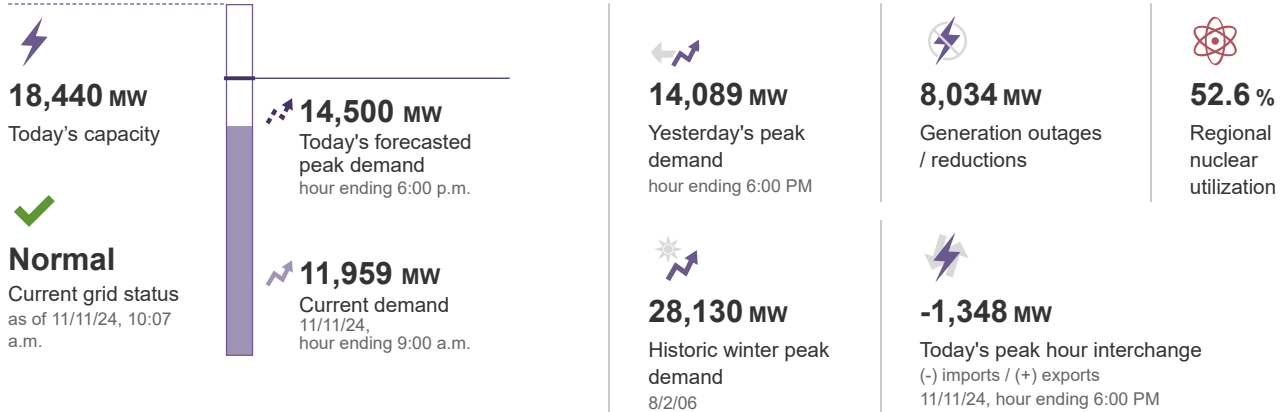 18,440 MW
Today's capacity
Normal
Current grid status
as of 11/11/24, 10:07
a.m.
14,500 MW
Today's forecasted
peak demand
hour ending 6:00 p.m.
11,959 MW
Current demand
11/11/24,
hour ending 9:00 a.m.
14,089 MW
Yesterday's peak
demand
hour ending 6:00 PM
8,034 MW
Generation outages
/ reductions
52.6 %
Regional
nuclear
utilization
28,130 MW
Historic winter peak
demand
8/2/06
-1,348 MW
Today's peak hour interchange
(-) imports / (+) exports
11/11/24, hour ending 6:00 PM